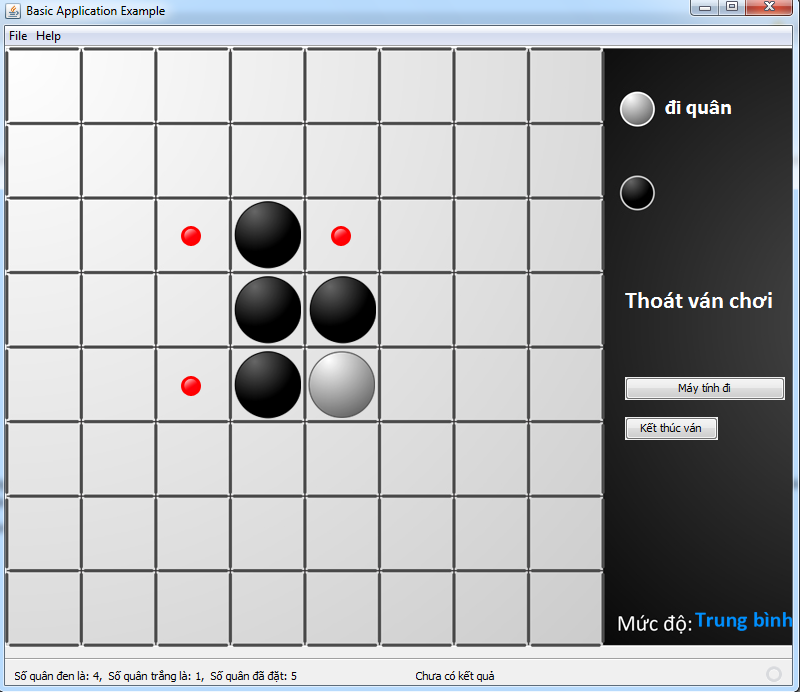 Basic Application Example
File Help
đi quân
Thoát ván chơi
Máy tính đi
Kết thúc ván
Mức độ: Trung bình
Số quân đen là: 4, Số quân trắng là: 1, Số quân đã đặt: 5 Chưa có kết quả